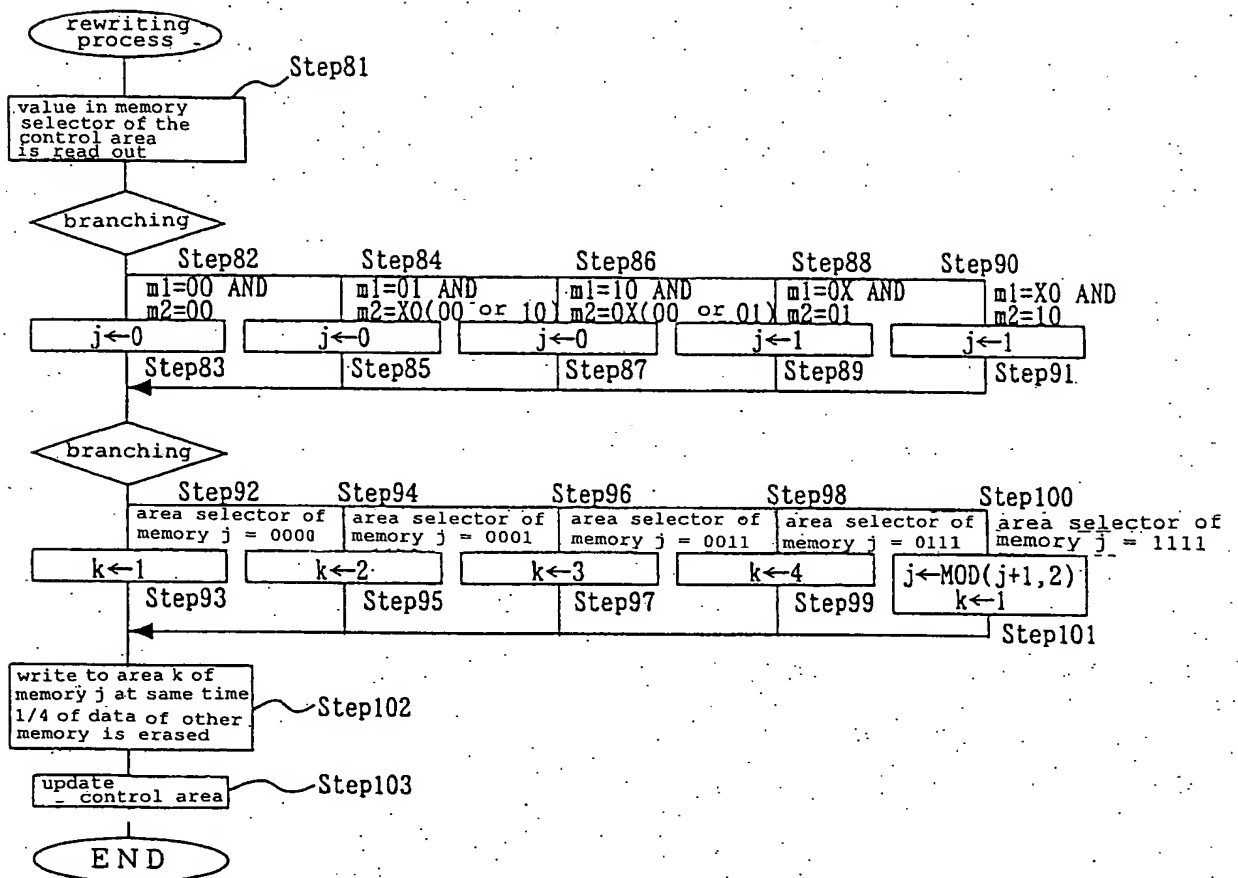 rewriting
process
Step81
value in memory
selector of the
control area
is read out
branching
Step82
m1=00 AND
m2=00
j←0
Step83
Step84
m1=01 AND
m2=X0(00 or 10)
j←0
Step85
Step86
m1=10 AND
m2=0X(00 or 01)
j←0
Step87
Step88
m1=0X AND
m2=01
j←1
Step89
Step90
m1=X0 AND
m2=10
j←1
Step91
branching
Step92
area selector of
memory j = 0000
k←1
Step93
Step94
area selector of
memory j = 0001
k←2
Step95
Step96
area selector of
memory j = 0011
k←3
Step97
Step98
area selector of
memory j = 0111
k←4
Step99
Step100
area selector of
memory j = 1111
j←MOD(j+1,2)
k←1
Step101
write to area k of
memory j at same time
1/4 of data of other
memory is erased
Step102
update
control area
Step103
END